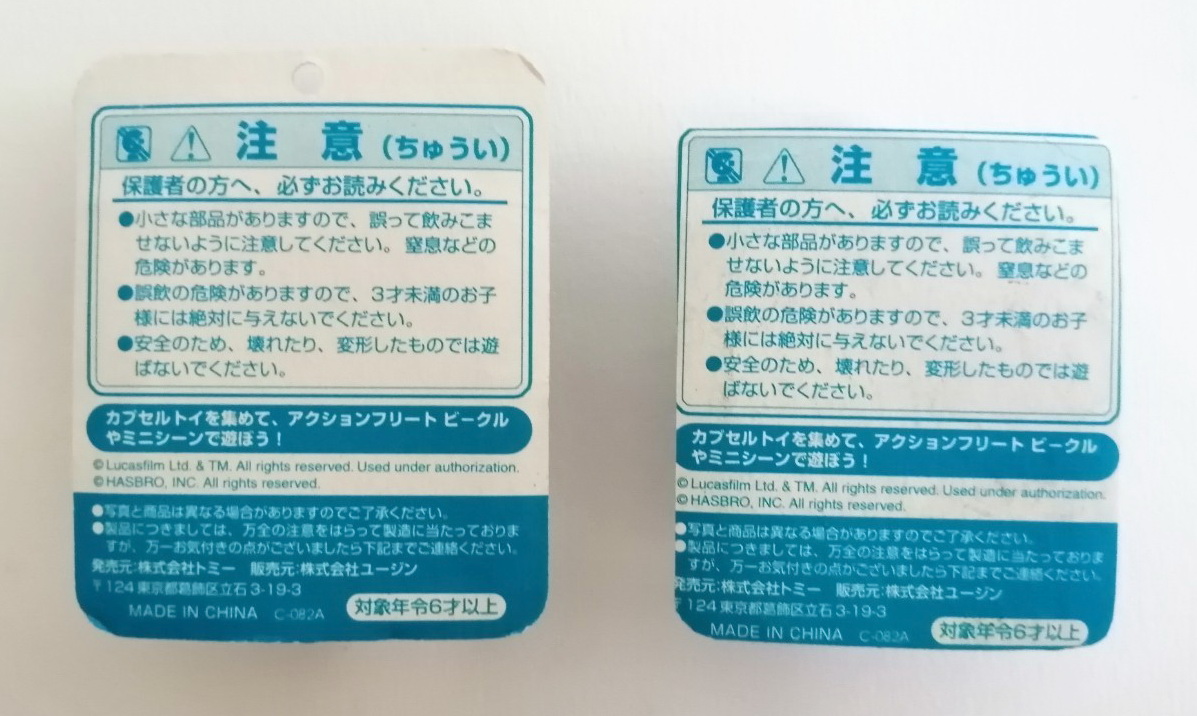 注 意 (ちゅうい)
保護者の方へ、必ずお読みください。
●小さな部品がありますので、誤って飲みこま
せないように注意してください。窒息などの
危険があります。
●誤飲の危険がありますので、3才未満のお子
様には絶対に与えないでください。
●安全のため、壊れたり、変形したものでは遊
ばないでください。
カプセルトイを集めて、アクションフリート ビークル
やミニシーンで遊ぼう!
©Lucasfilm Ltd. & TM. All rights reserved. Used under authorization.
©HASBRO, INC. All rights reserved.
●写真と商品は異なる場合がありますのでご了承ください。
●製品につきましては、万全の注意をはらって製造に当たっておりま
すが、万一お気付きの点がございましたら下記までご連絡ください。
発売元:株式会社トミー 販売元:株式会社ユージン
〒124 東京都葛飾区立石 3-19-3
MADE IN CHINA C-082A 対象年令6才以上
注 意 (ちゅうい)
保護者の方へ、必ずお読みください。
●小さな部品がありますので、誤って飲みこま
せないように注意してください。窒息などの
危険があります。
●誤飲の危険がありますので、3才未満のお子
様には絶対に与えないでください。
●安全のため、壊れたり、変形したものでは遊
ばないでください。
カプセルトイを集めて、アクションフリート ビークル
やミニシーンで遊ぼう!
©Lucasfilm Ltd. & TM. All rights reserved. Used under authorization.
©HASBRO, INC. All rights reserved.
●写真と商品は異なる場合がありますのでご了承ください。
●製品につきましては、万全の注意をはらって製造に当たっておりま
すが、万一お気付きの点がございましたら下記までご連絡ください。
発売元:株式会社トミー 販売元:株式会社ユージン
〒124 東京都葛飾区立石 3-19-3
MADE IN CHINA C-082A 対象年令6才以上